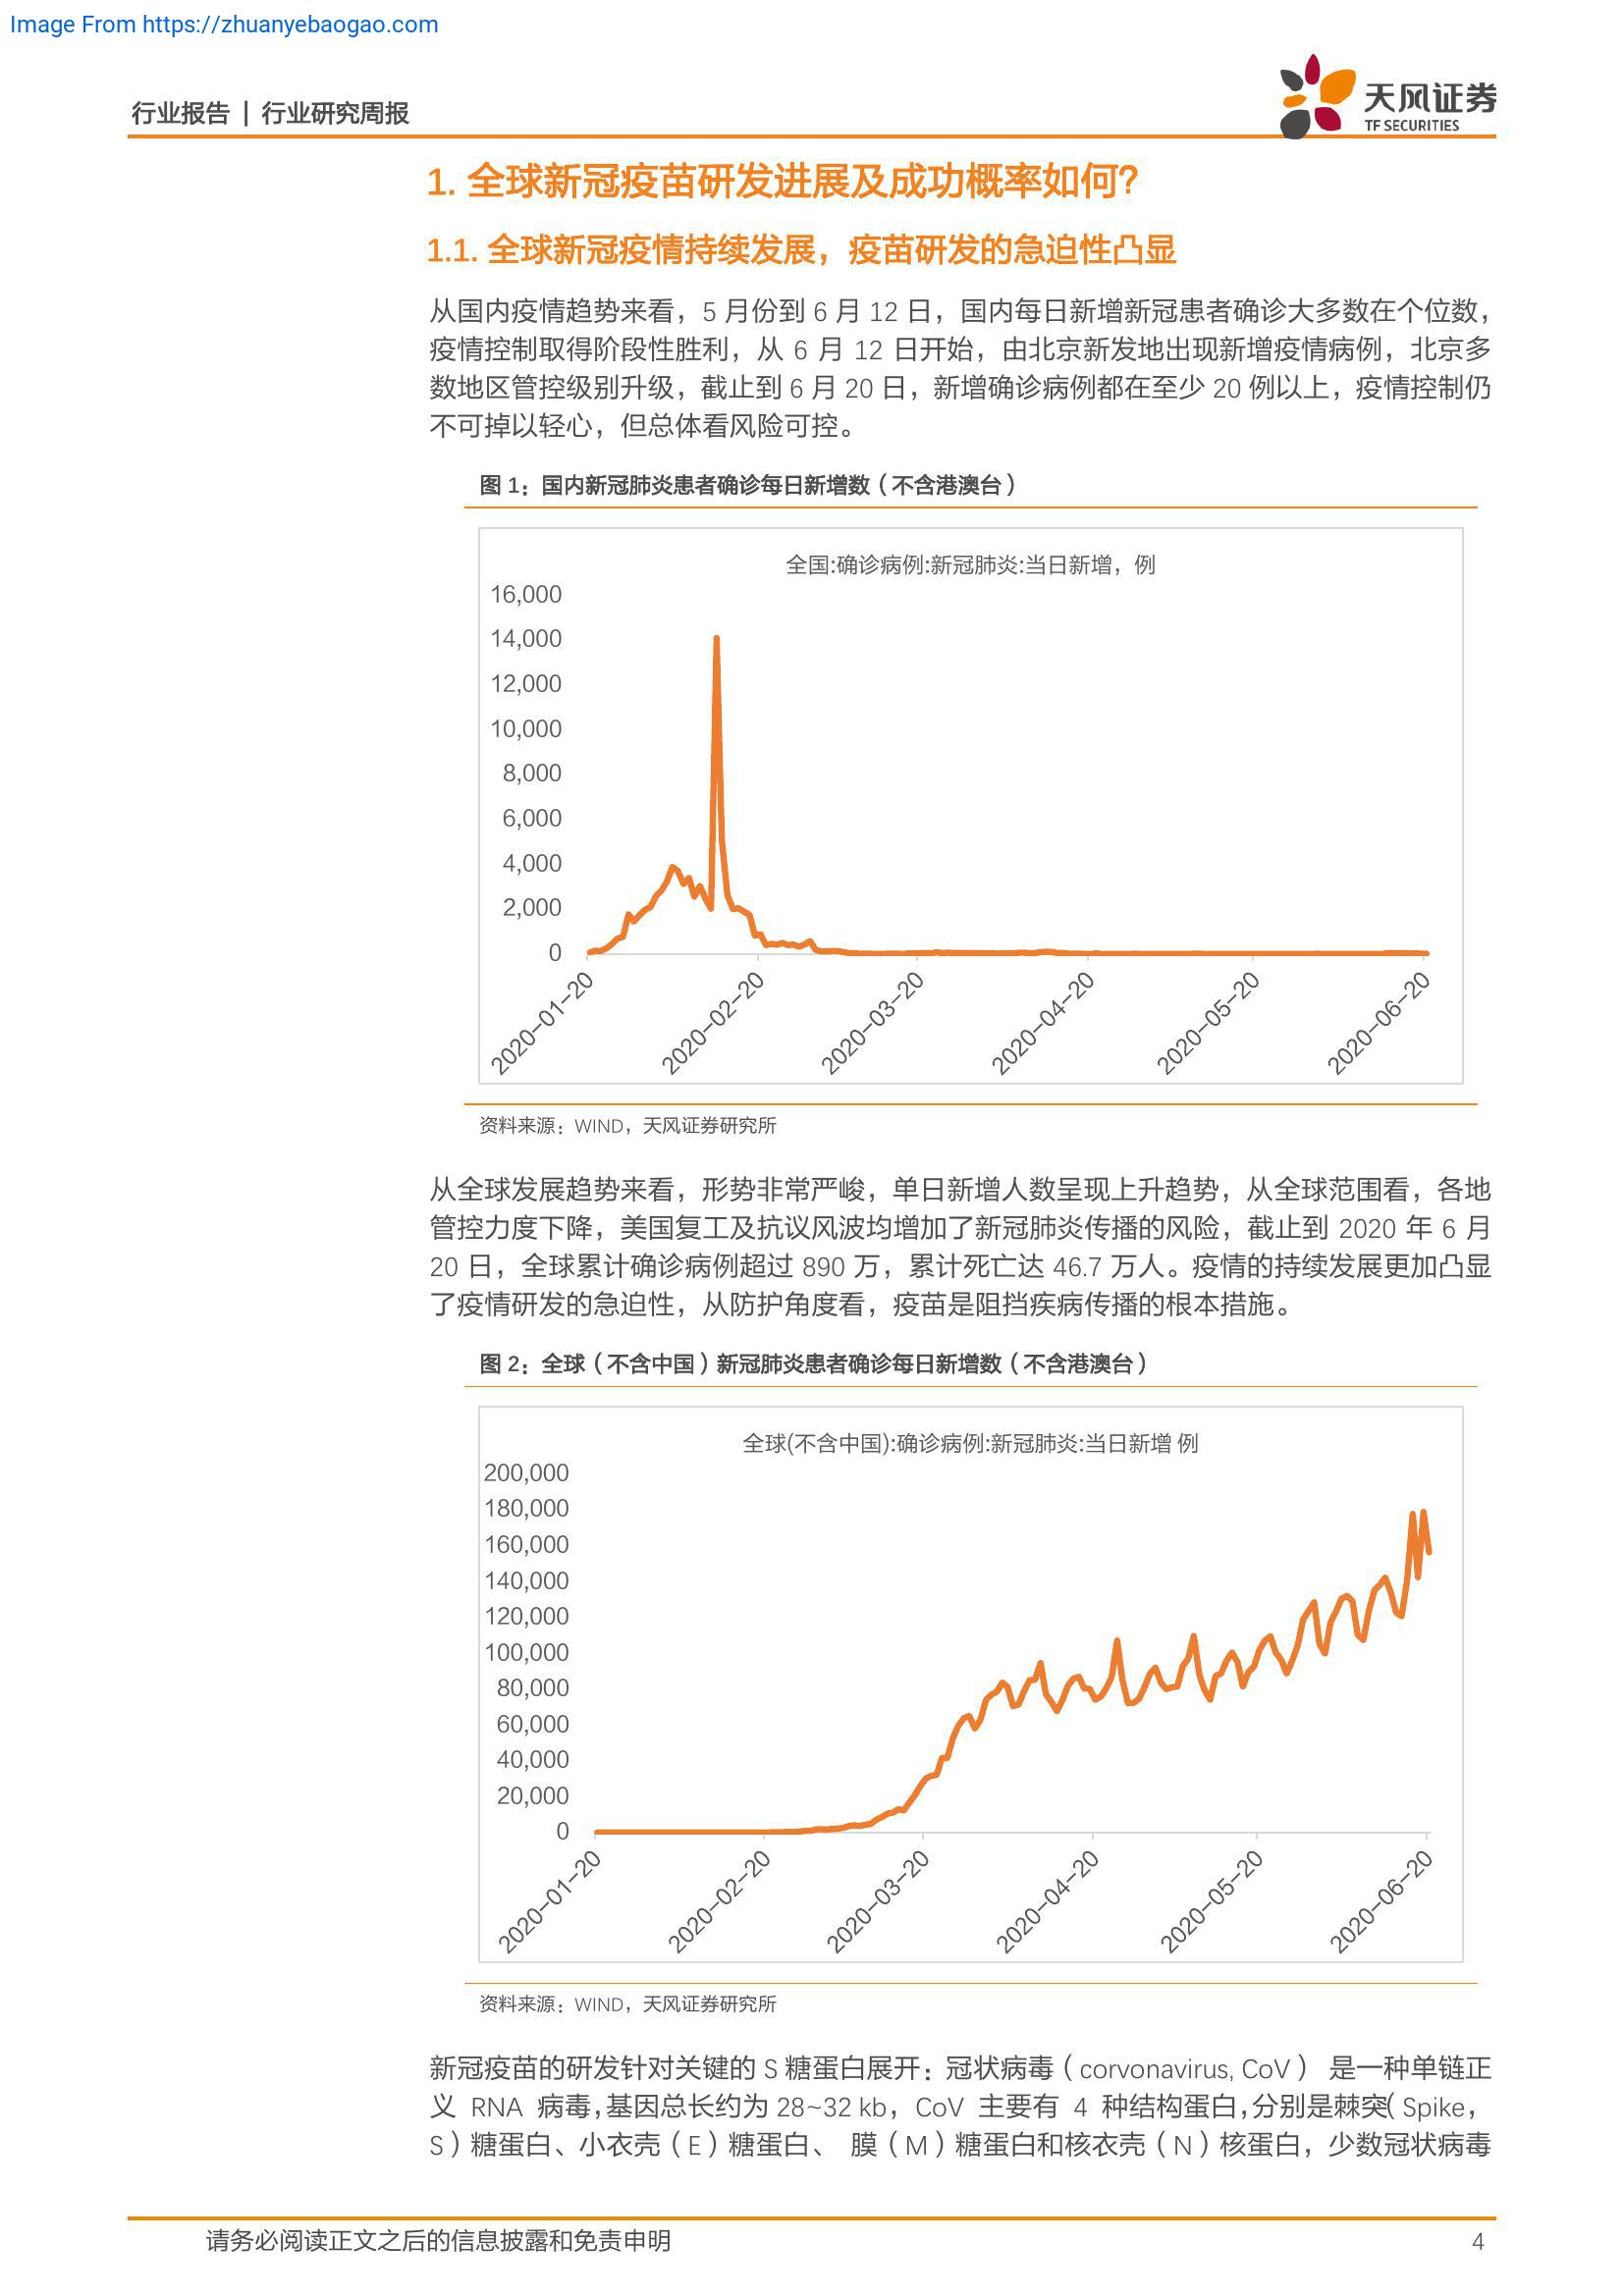 Image From https://zhuanyebaogao.com
行业报告 | 行业研究周报
天风证券
TF SECURITIES
1. 全球新冠疫苗研发进展及成功概率如何？
1.1. 全球新冠疫情持续发展，疫苗研发的急迫性凸显
从国内疫情趋势来看，5 月份到 6 月 12 日，国内每日新增新冠患者确诊大多数在个位数，
疫情控制取得阶段性胜利，从 6 月 12 日开始，由北京新发地出现新增疫情病例，北京多
数地区管控级别升级，截止到 6 月 20 日，新增确诊病例都在至少 20 例以上，疫情控制仍
不可掉以轻心，但总体看风险可控。
图 1：国内新冠肺炎患者确诊每日新增数（不含港澳台）
全国:确诊病例:新冠肺炎:当日新增，例
16,000
14,000
12,000
10,000
8,000
6,000
4,000
2,000
0
2020-01-20
2020-02-20
2020-03-20
2020-04-20
2020-05-20
2020-06-20
资料来源：WIND，天风证券研究所
从全球发展趋势来看，形势非常严峻，单日新增人数呈现上升趋势，从全球范围看，各地
管控力度下降，美国复工及抗议风波均增加了新冠肺炎传播的风险，截止到 2020 年 6 月
20 日，全球累计确诊病例超过 890 万，累计死亡达 46.7 万人。疫情的持续发展更加凸显
了疫情研发的急迫性，从防护角度看，疫苗是阻挡疾病传播的根本措施。
图 2：全球（不含中国）新冠肺炎患者确诊每日新增数（不含港澳台）
全球(不含中国):确诊病例:新冠肺炎:当日新增 例
200,000
180,000
160,000
140,000
120,000
100,000
80,000
60,000
40,000
20,000
0
2020-01-20
2020-02-20
2020-03-20
2020-04-20
2020-05-20
2020-06-20
资料来源：WIND，天风证券研究所
新冠疫苗的研发针对关键的 S 糖蛋白展开：冠状病毒（corvonavirus, CoV） 是一种单链正
义 RNA 病毒，基因总长约为 28~32 kb，CoV 主要有 4 种结构蛋白，分别是棘突（Spike，
S）糖蛋白、小衣壳（E）糖蛋白、 膜（M）糖蛋白和核衣壳（N）核蛋白，少数冠状病毒
请务必阅读正文之后的信息披露和免责申明
4